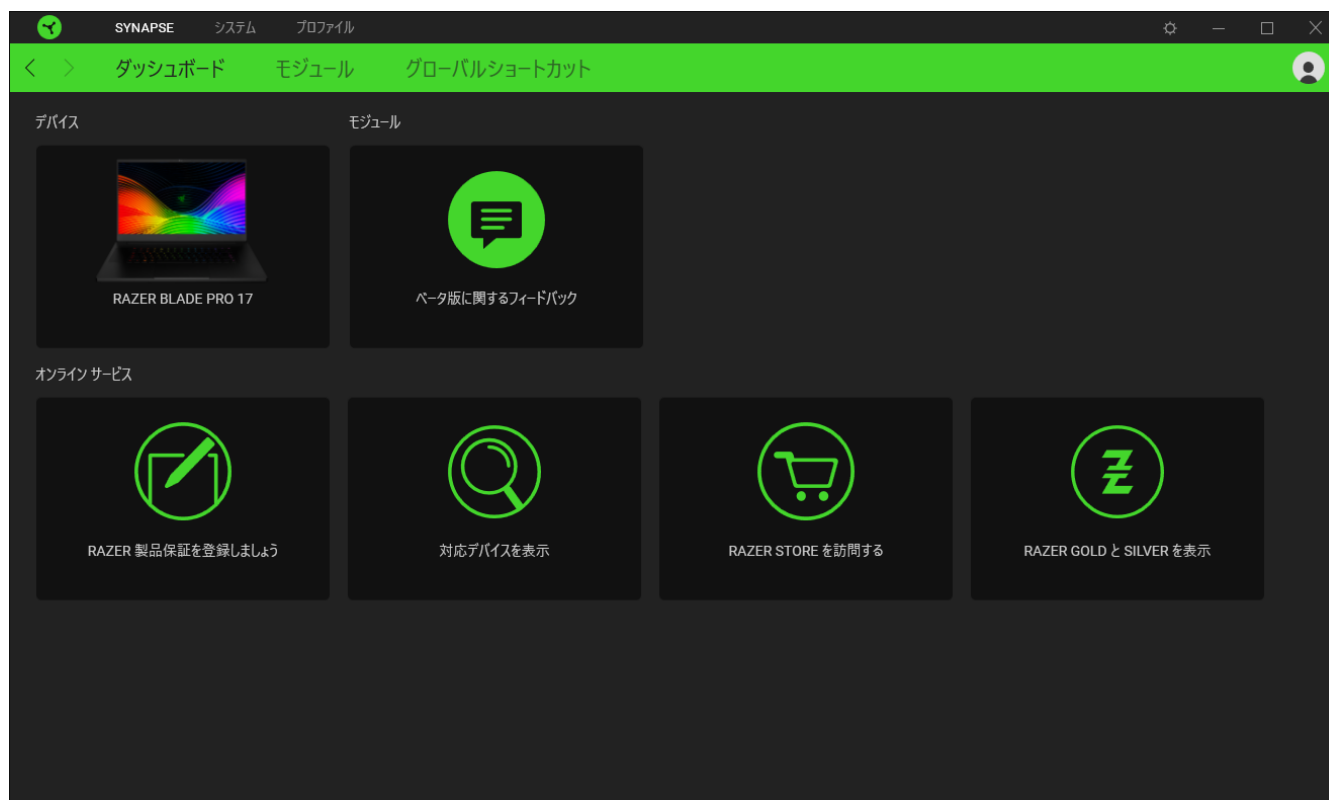 SYNAPSE システム プロファイル
ダッシュボード モジュール グローバルショートカット
デバイス モジュール
RAZER BLADE PRO 17 ベータ版に関するフィードバック
オンライン サービス
RAZER 製品保証を登録しましょう 対応デバイスを表示 RAZER STORE を訪問する RAZER GOLD と SILVER を表示